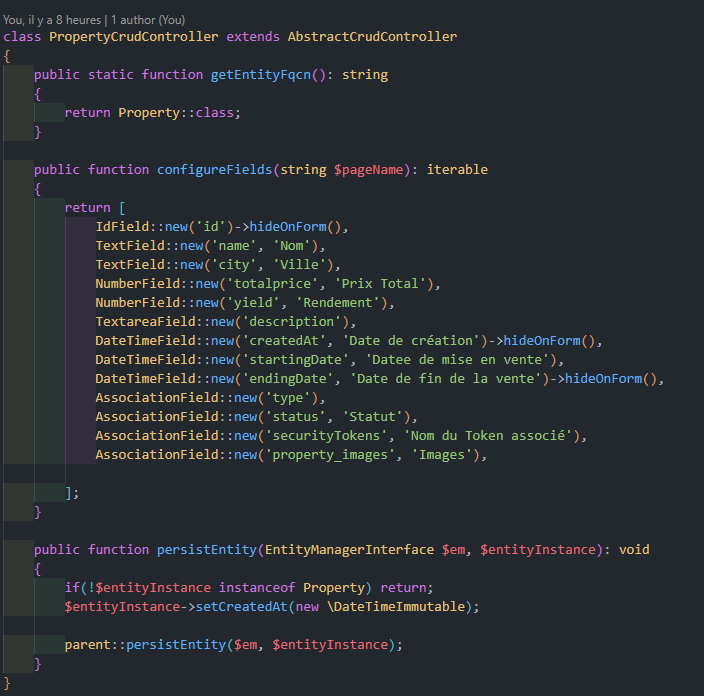 You, il y a 8 heures | 1 author (You)
class PropertyCrudController extends AbstractCrudController
{
    public static function getEntityFqcn(): string
    {
        return Property::class;
    }

    public function configureFields(string $pageName): iterable
    {
        return [
            IdField::new('id')->hideOnForm(),
            TextField::new('name', 'Nom'),
            TextField::new('city', 'Ville'),
            NumberField::new('totalprice', 'Prix Total'),
            NumberField::new('yield', 'Rendement'),
            TextareaField::new('description'),
            DateTimeField::new('createdAt', 'Date de création')->hideOnForm(),
            DateTimeField::new('startingDate', 'Datee de mise en vente'),
            DateTimeField::new('endingDate', 'Date de fin de la vente')->hideOnForm(),
            AssociationField::new('type'),
            AssociationField::new('status', 'Statut'),
            AssociationField::new('securityTokens', 'Nom du Token associé'),
            AssociationField::new('property_images', 'Images'),

        ];
    }

    public function persistEntity(EntityManagerInterface $em, $entityInstance): void
    {
        if(!$entityInstance instanceof Property) return;
        $entityInstance->setCreatedAt(new \DateTimeImmutable);

        parent::persistEntity($em, $entityInstance);
    }
}